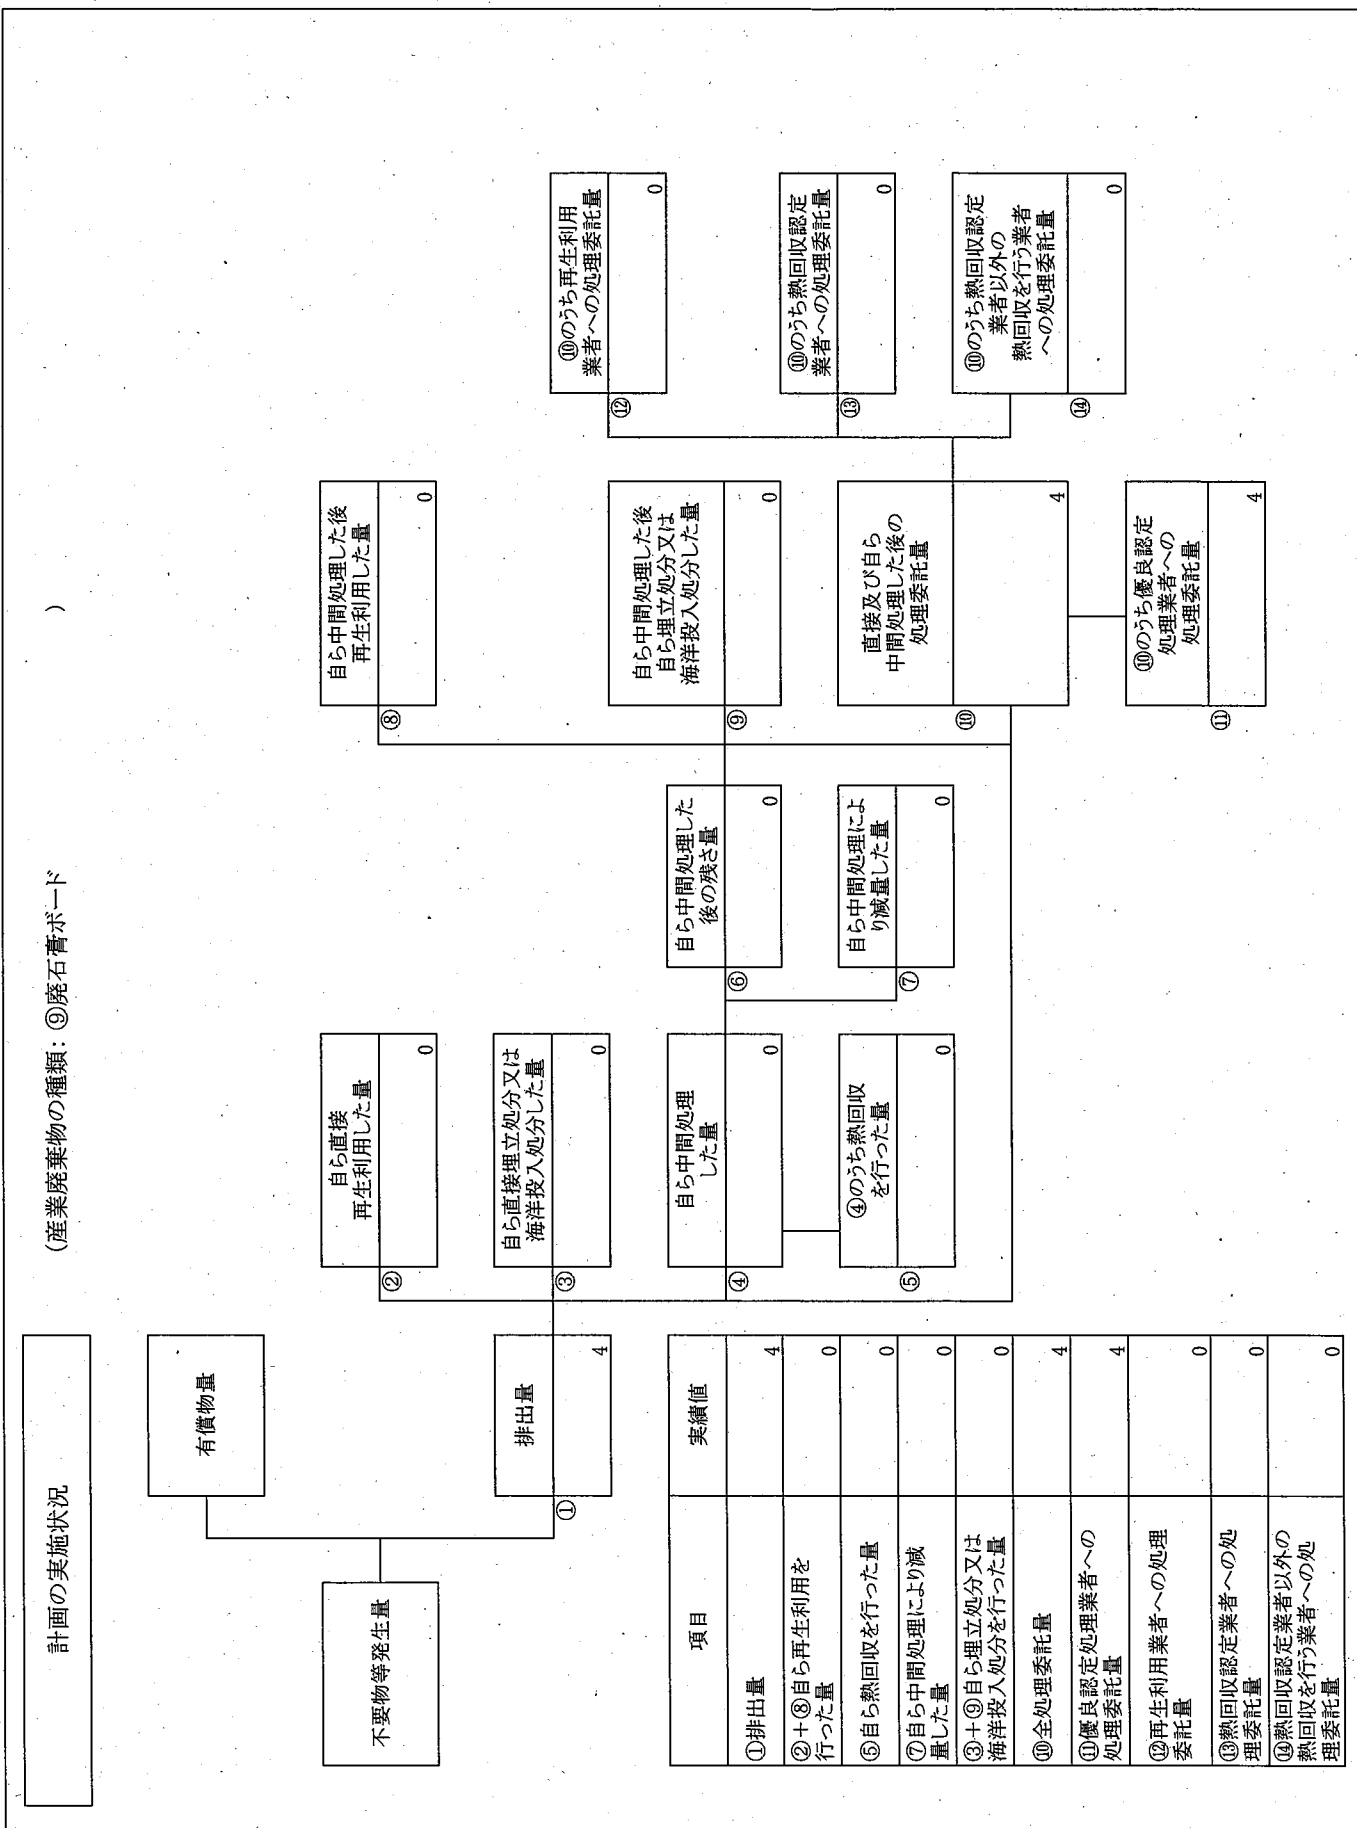 計画の実施状況
(産業廃棄物の種類：⑨廃石膏ボード
)
不要物等発生量
有償物量
①
排出量
4
②
自ら直接
再生利用した量
0
③
自ら直接埋立処分又は
海洋投入処分した量
0
④
自ら中間処理
した量
0
⑤
④のうち熱回収
を行った量
0
⑥
自ら中間処理した
後の残さ量
0
⑦
自ら中間処理によ
り減量した量
0
⑧
自ら中間処理した後
再生利用した量
0
⑨
自ら中間処理した後
自ら埋立処分又は
海洋投入処分した量
0
⑩
直接及び自ら
中間処理した後の
処理委託量
4
⑪
⑩のうち優良認定
処理業者への
処理委託量
4
⑫
⑩のうち再生利用
業者への処理委託量
0
⑬
⑩のうち熱回収認定
業者への処理委託量
0
⑭
⑩のうち熱回収認定
業者以外の
熱回収を行う業者
への処理委託量
0
項目 実績値
①排出量 4
②＋⑧自ら再生利用を
行った量 0
⑤自ら熱回収を行った量 0
⑦自ら中間処理により減
量した量 0
③＋⑨自ら埋立処分又は
海洋投入処分を行った量 0
⑩全処理委託量 4
⑪優良認定処理業者への
処理委託量 4
⑫再生利用業者への処理
委託量 0
⑬熱回収認定業者への処
理委託量 0
⑭熱回収認定業者以外の
熱回収を行う業者への処
理委託量 0